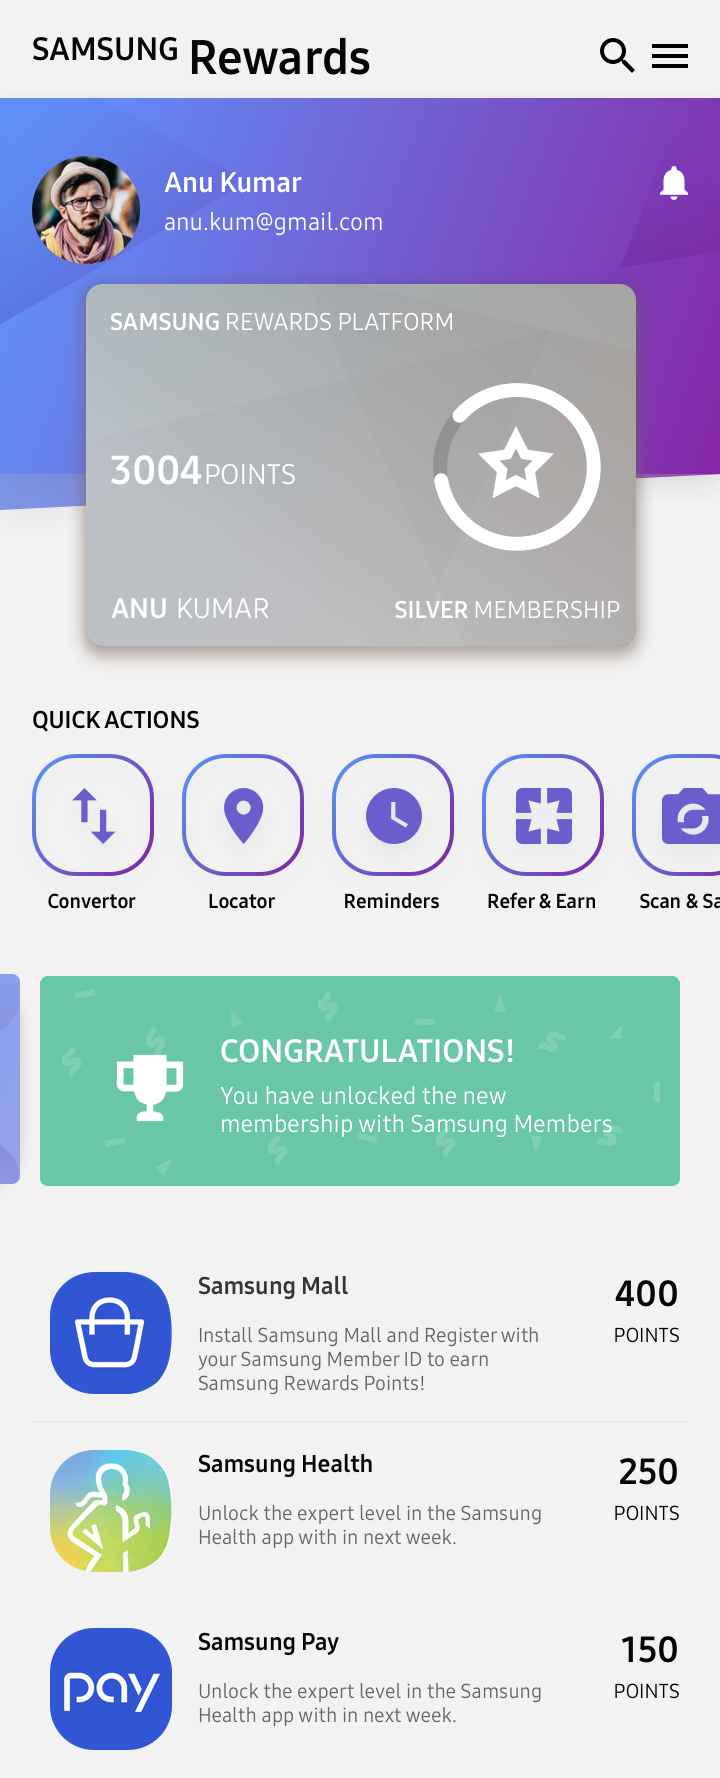 SAMSUNG Rewards
Anu Kumar
anu.kum@gmail.com
SAMSUNG REWARDS PLATFORM
3004 POINTS
ANU KUMAR
SILVER MEMBERSHIP
QUICK ACTIONS
Convertor
Locator
Reminders
Refer & Earn
Scan & Sa
CONGRATULATIONS!
You have unlocked the new
membership with Samsung Members
Samsung Mall
400
POINTS
Install Samsung Mall and Register with
your Samsung Member ID to earn
Samsung Rewards Points!
Samsung Health
250
POINTS
Unlock the expert level in the Samsung
Health app with in next week.
pay
Samsung Pay
150
POINTS
Unlock the expert level in the Samsung
Health app with in next week.